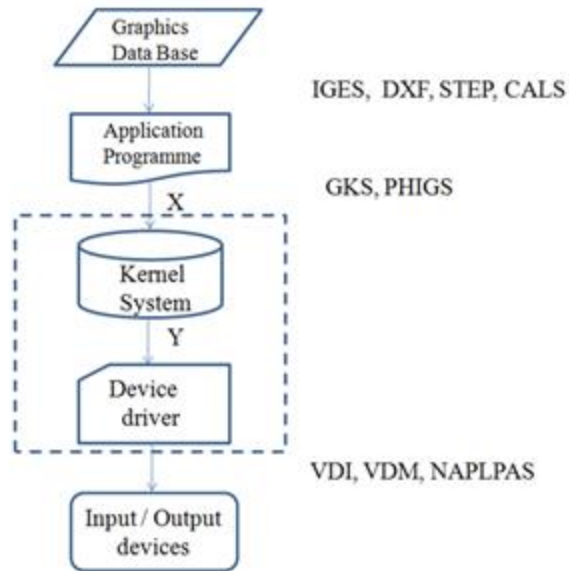 Graphics
Data Base
IGES, DXF, STEP, CALS
Application
Programme
GKS, PHIGS
X
Kernel
System
Y
Device
driver
VDI, VDM, NAPLPAS
Input / Output
devices